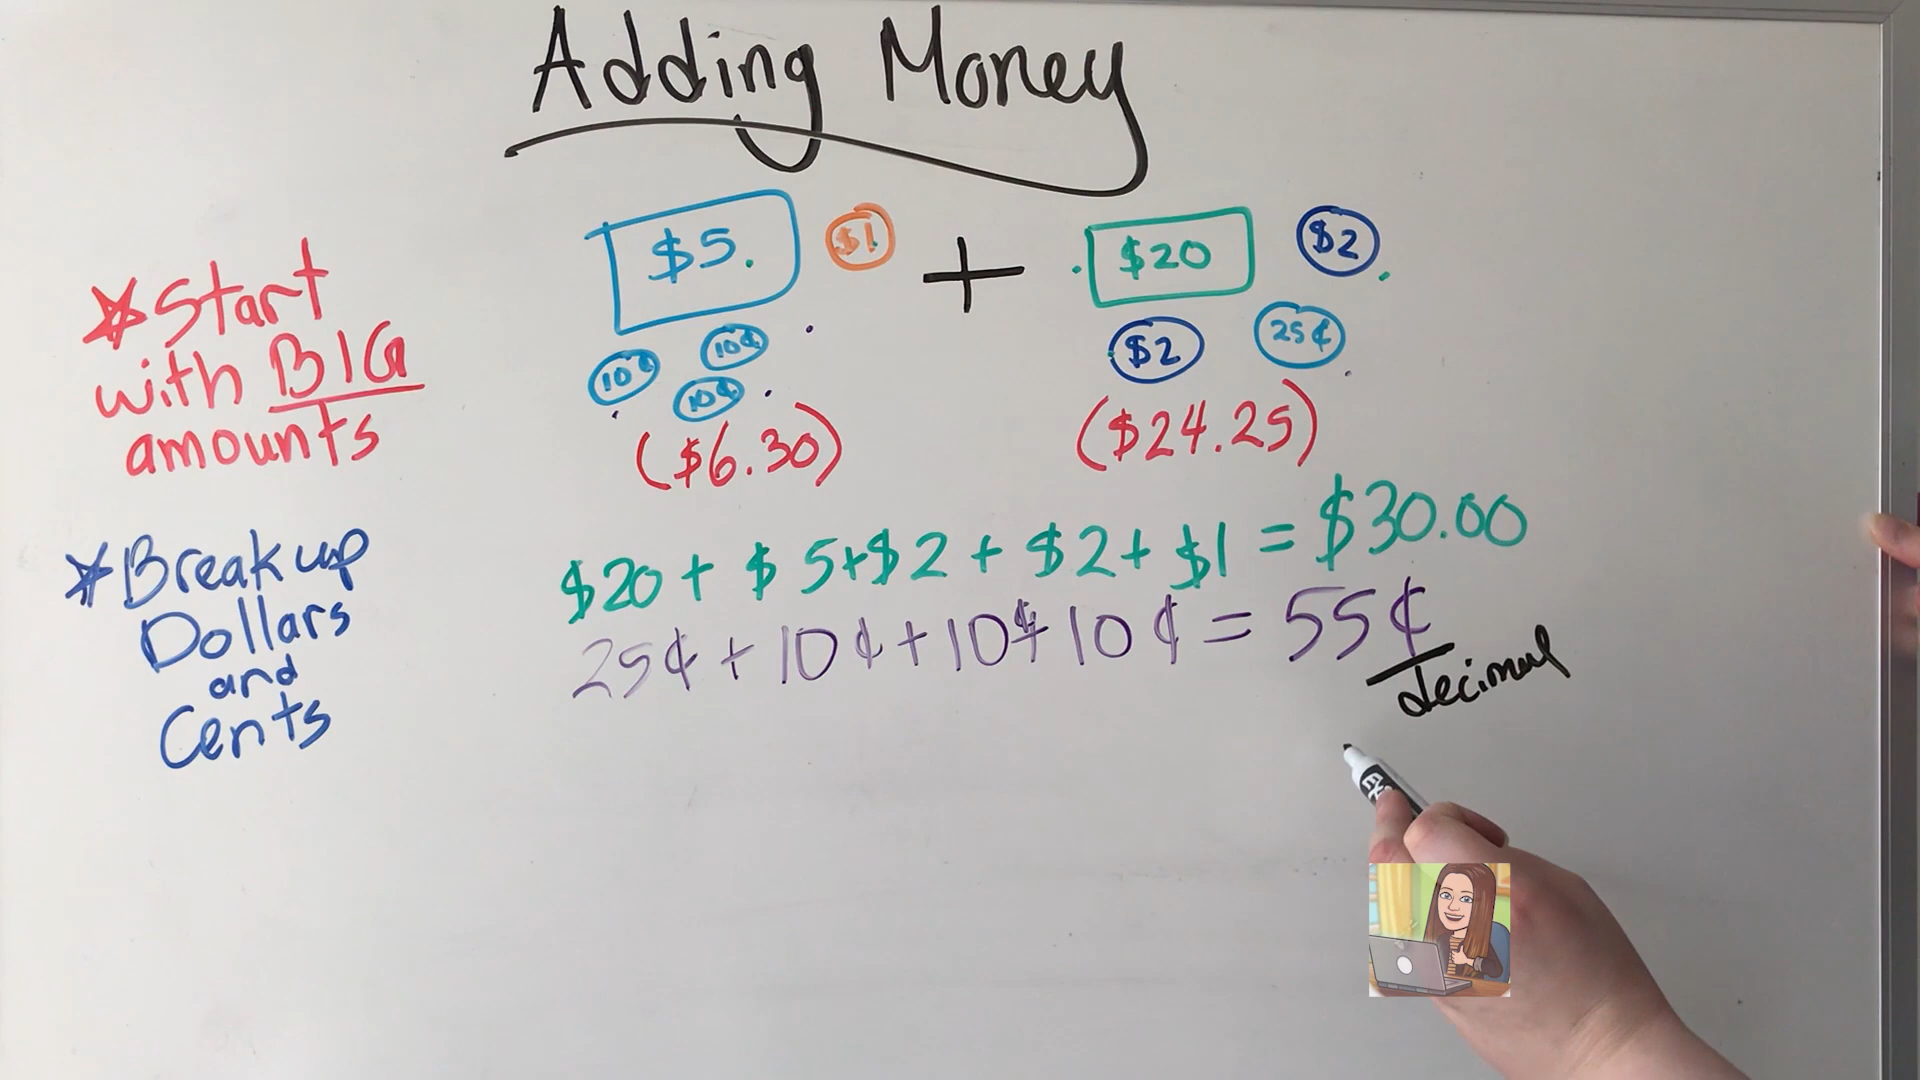 Adding Money
$5. $1 + $20 $2
10¢ 10¢ 10¢ $2 25¢
($6.30) ($24.25)
*Start
with BIG
amounts
$20 + $5+$2 + $2+ $1 = $30.00
*Break up
Dollars
and
Cents
25¢ + 10¢+10¢+10¢ = 55¢
decimal